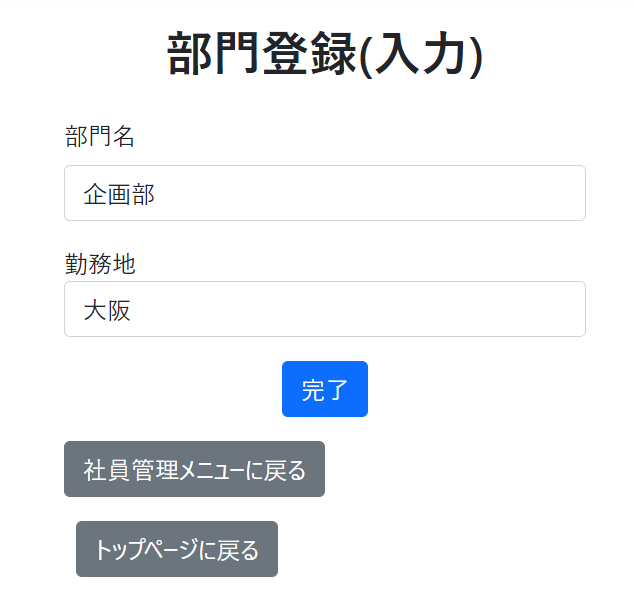 部門登録(入力)
部門名
企画部
勤務地
大阪
完了
社員管理メニューに戻る
トップページに戻る